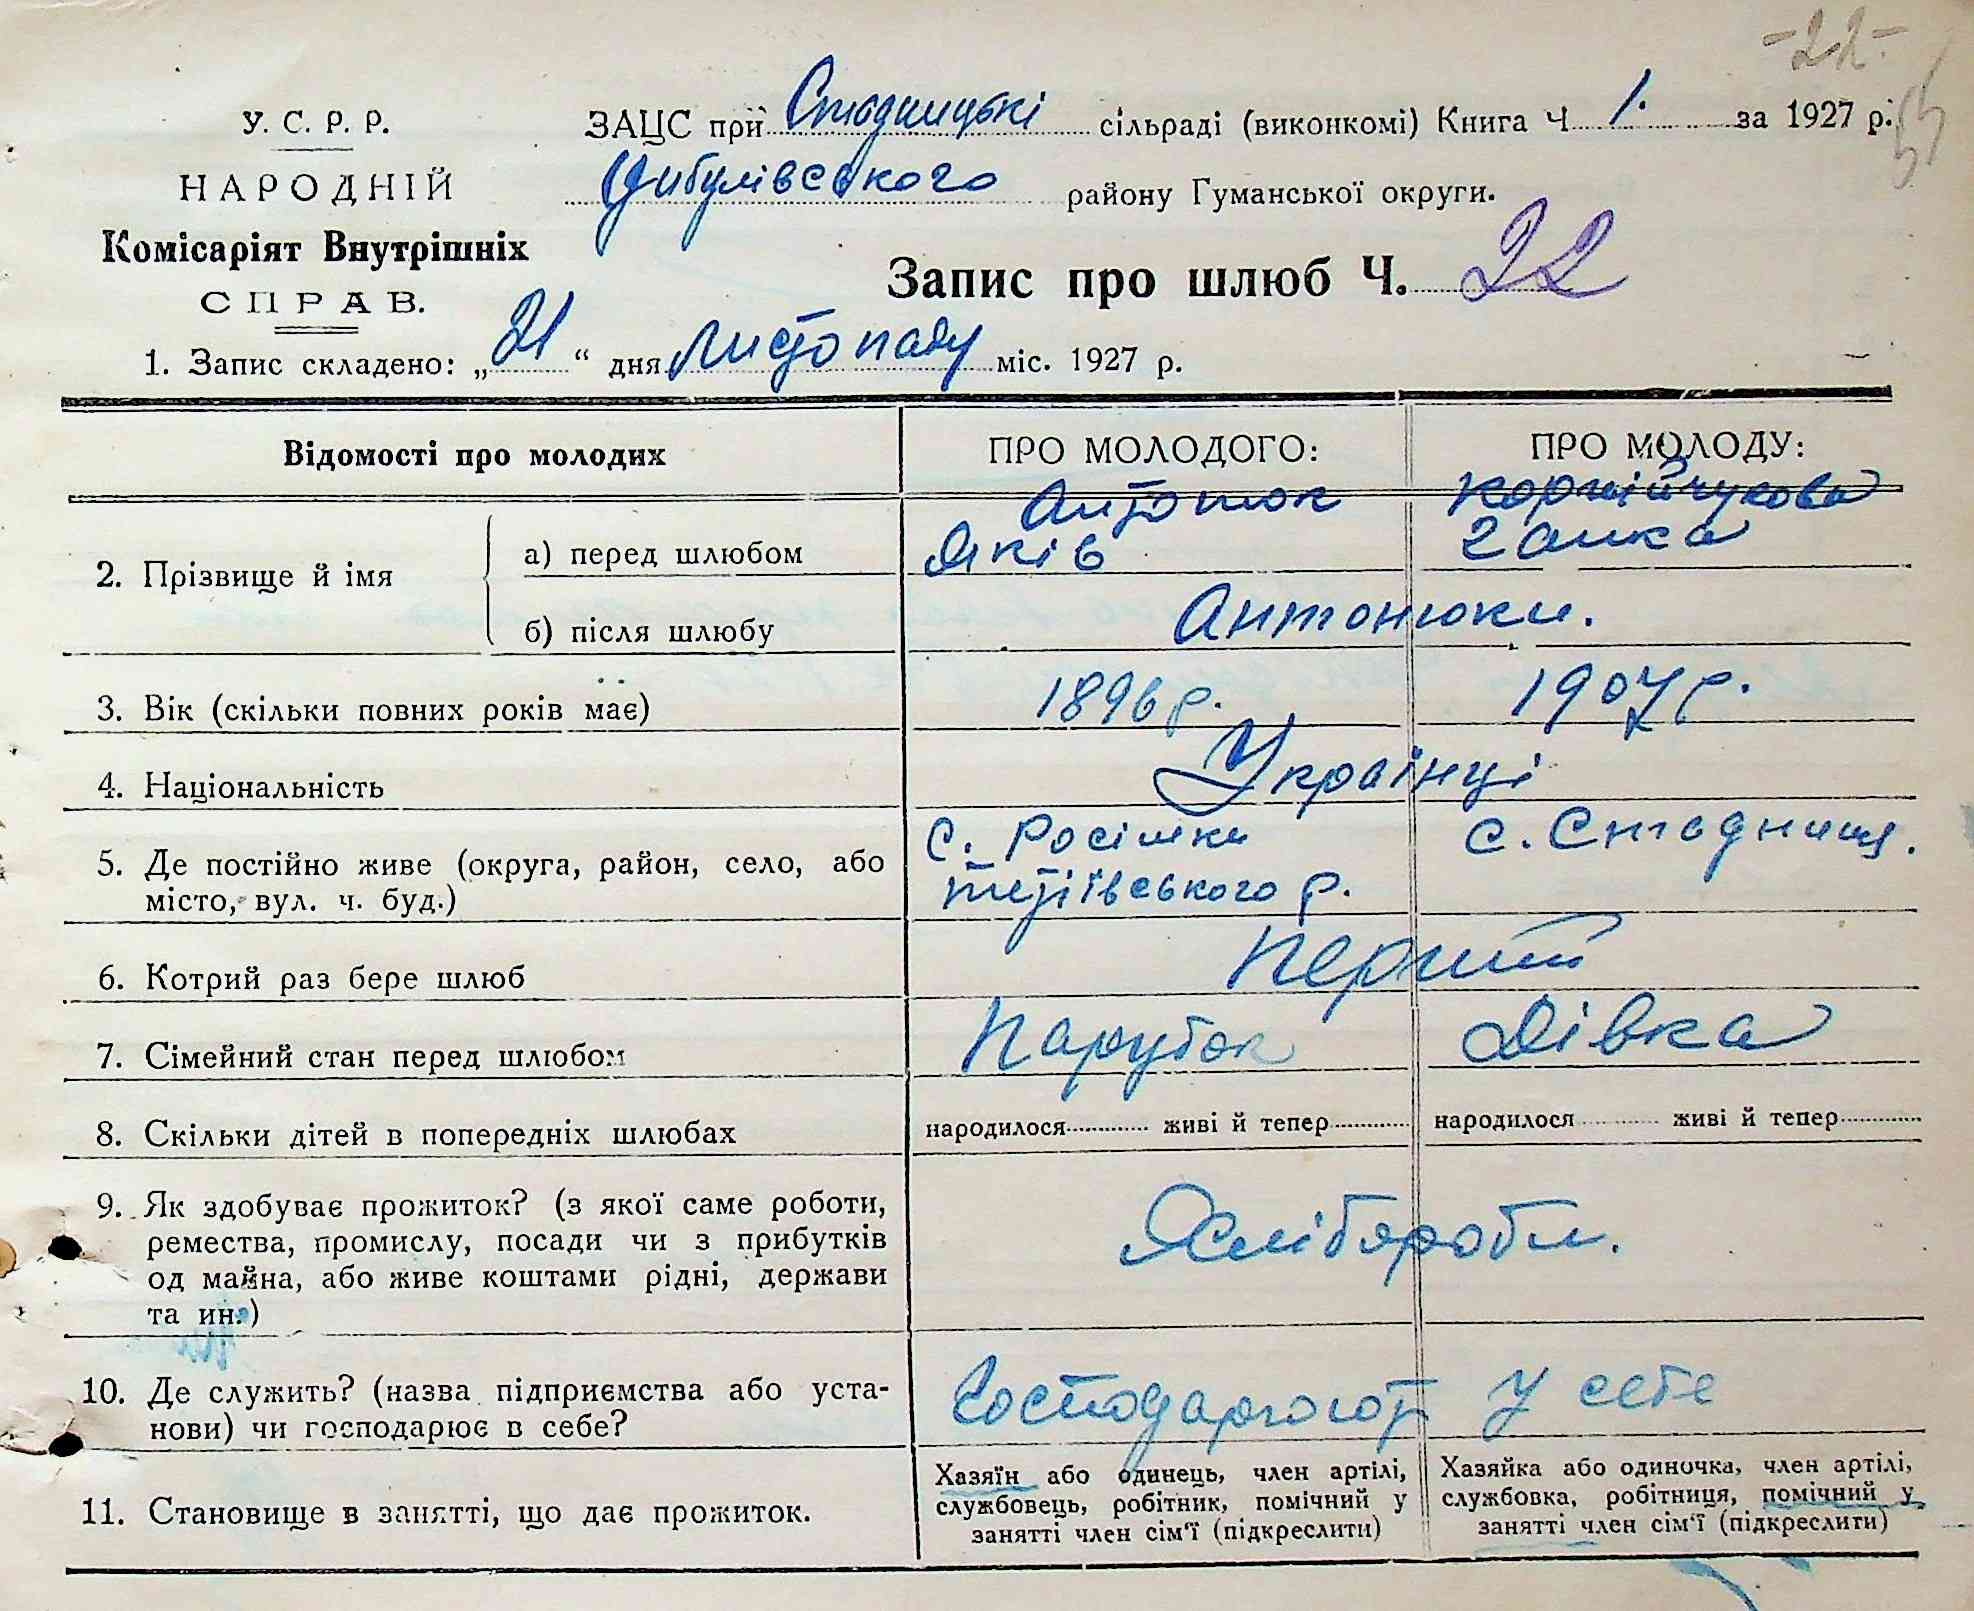 -22-
У. С. Р. Р.
НАРОДНІЙ
Комісаріят Внутрішніх
СПРАВ.
ЗАЦС при Стадницькі сільраді (виконкомі) Книга Ч 1. за 1927 р.
Цибулівського району Гуманської округи.
Запис про шлюб Ч. 22
1. Запис складено: „21“ дня Листопаду міс. 1927 р.
Відомості про молодих
ПРО МОЛОДОГО:
ПРО МОЛОДУ:
2. Прізвище й імя
а) перед шлюбом
Антонюк
Яків
Корнійчукова
Ганка
б) після шлюбу
Антонюки.
3. Вік (скільки повних років має)
1896 р.
1907 р.
4. Національність
Українці
5. Де постійно живе (округа, район, село, або
місто, вул. ч. буд.)
с. Росішки
тетіївського р.
с. Стадниця.
6. Котрий раз бере шлюб
Перший
7. Сімейний стан перед шлюбом
Парубок
Дівка
8. Скільки дітей в попередніх шлюбах
народилося живі й тепер
народилося живі й тепер
9. Як здобуває прожиток? (з якої саме роботи,
ремества, промислу, посади чи з прибутків
од майна, або живе коштами рідні, держави
та ин.)
Хліборобл.
10. Де служить? (назва підприємства або уста-
нови) чи господарює в себе?
Господарюют у себе
11. Становище в занятті, що дає прожиток.
Хазяїн або одинець, член артілі,
службовець, робітник, помічний у
занятті член сім'ї (підкреслити)
Хазяйка або одиночка, член артілі,
службовка, робітниця, помічний у
занятті член сім'ї (підкреслити)